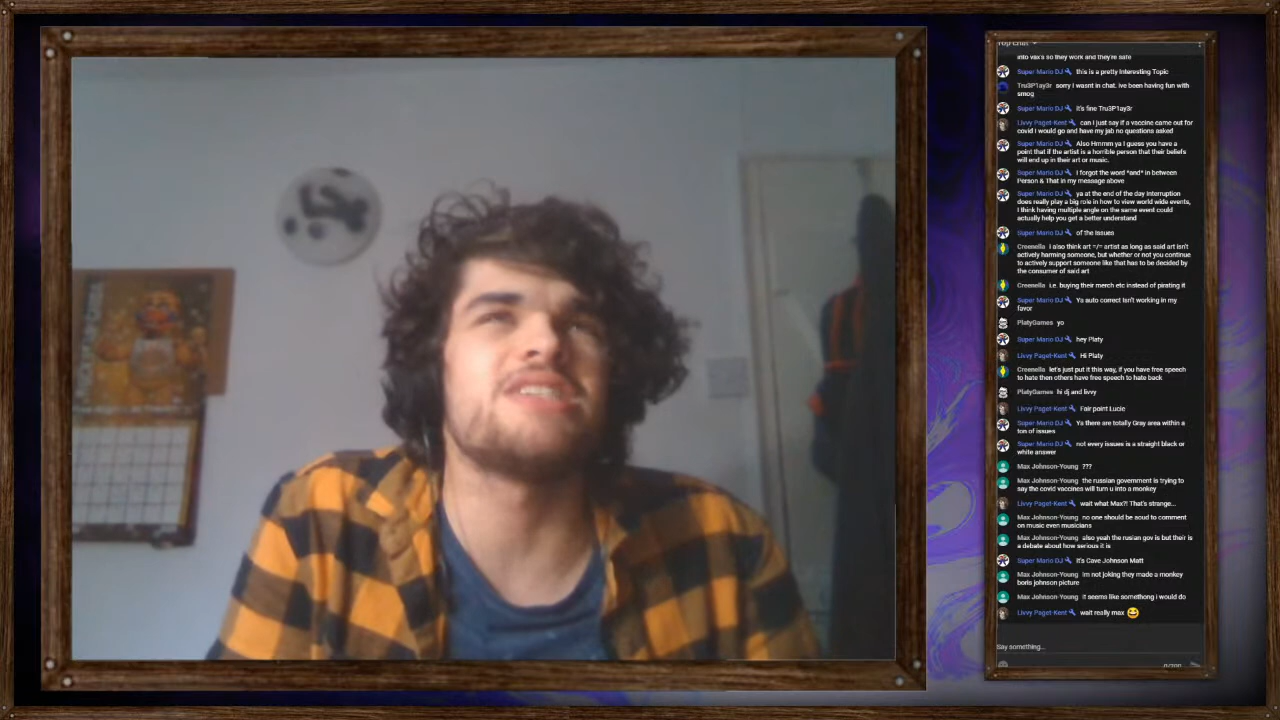 Top Chat
into vax's so they work and they're safe
Super Mario DJ this is a pretty Interesting Topic
Tru3P1ay3r sorry I wasnt in chat. Ive been having fun with
smog
Super Mario DJ it's fine Tru3P1ay3r
Livvy Paget-Kent can I just say if a vaccine came out for
covid I would go and have my jab no questions asked
Super Mario DJ Also Hmmm ya I guess you have a
point that if the artist is a horrible person that their beliefs
will end up in their art or music.
Super Mario DJ I forgot the word *and* in between
Person & That in my message above
Super Mario DJ ya at the end of the day Interruption
does really play a big role in how to view world wide events,
I think having multiple angle on the same event could
actually help you get a better understand
Super Mario DJ of the Issues
Creenella I also think art =/= artist as long as said art isn't
actively harming someone, but whether or not you continue
to actively support someone like that has to be decided by
the consumer of said art
Creenella i.e. buying their merch etc instead of pirating it
Super Mario DJ Ya auto correct Isn't working in my
favor
PlatyGames yo
Super Mario DJ hey Platy
Livvy Paget-Kent Hi Platy
Creenella let's just put it this way, if you have free speech
to hate then others have free speech to hate back
PlatyGames hi dj and livvy
Livvy Paget-Kent Fair point Lucie
Super Mario DJ Ya there are totally Gray area within a
ton of issues
Super Mario DJ not every issues is a straight black or
white answer
Max Johnson-Young ???
Max Johnson-Young the russian government is trying to
say the covid vaccines will turn u into a monkey
Livvy Paget-Kent wait what Max?! That's strange...
Max Johnson-Young no one should be aoud to comment
on music even musicians
Max Johnson-Young also yeah the rusian gov is but their is
a debate about how serious it is
Super Mario DJ It's Cave Johnson Matt
Max Johnson-Young Im not joking they made a monkey
boris johnson picture
Max Johnson-Young It seems like somethong i would do
Livvy Paget-Kent wait really max 😆
Say something...
0/200